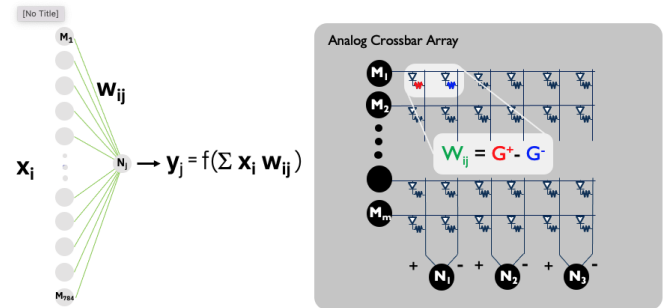 [No Title]
M₁
wᵢⱼ
xᵢ
Nⱼ
yⱼ = f(Σ xᵢ wᵢⱼ)
M₇₈₄
Analog Crossbar Array
M₁
M₂
Wᵢⱼ = G⁺- G⁻
Mₘ
+ - + - + -
N₁ N₂ N₃